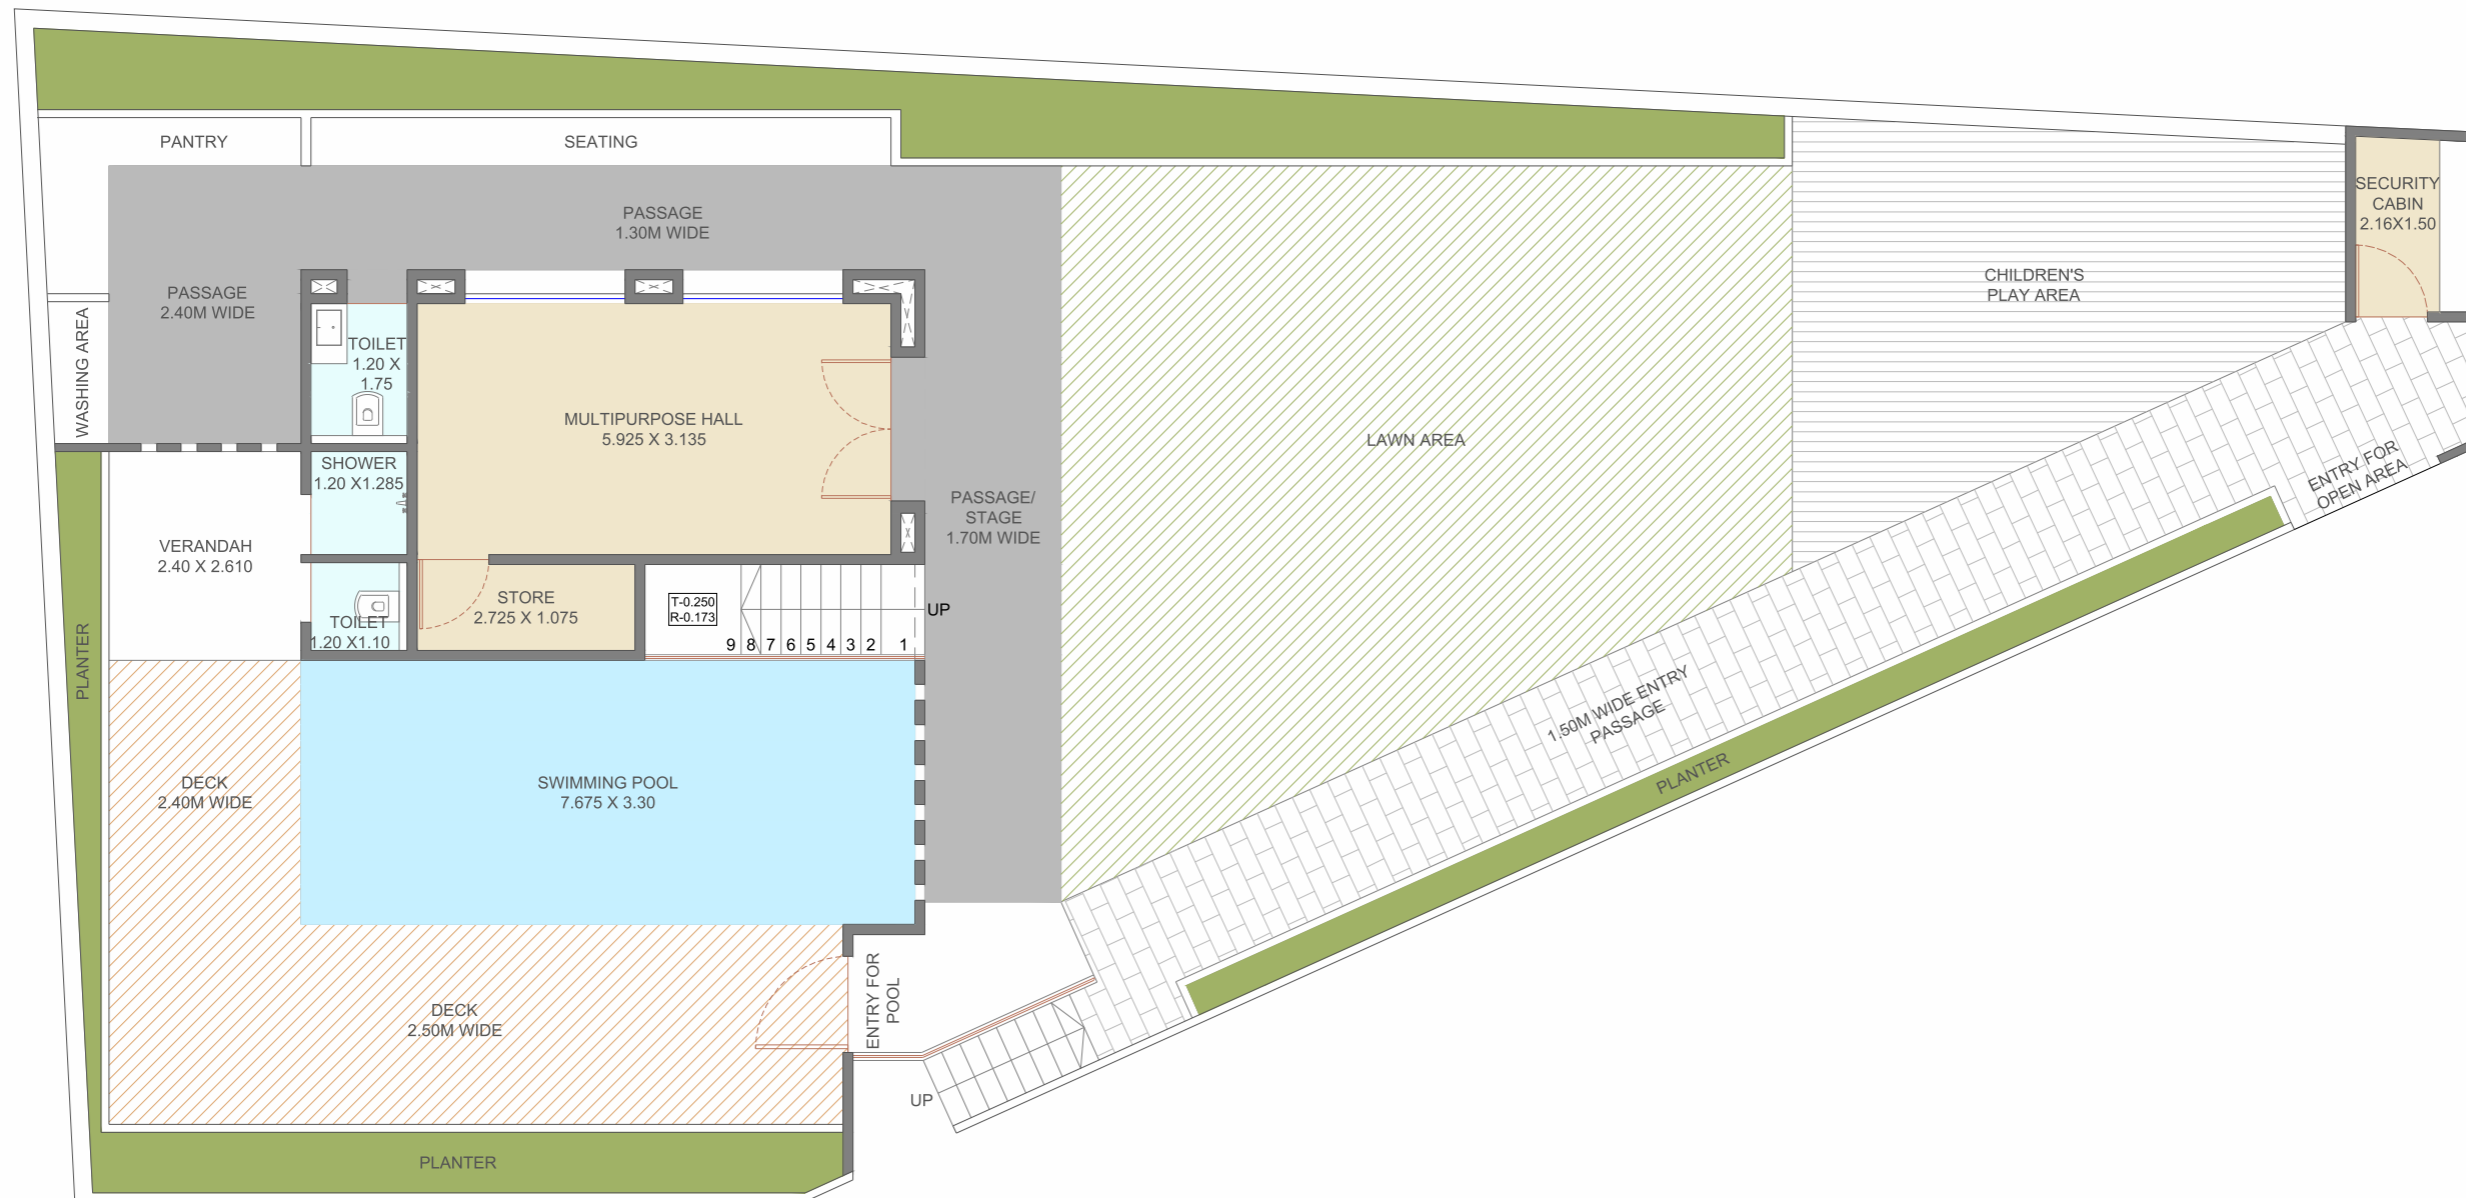 PANTRY
SEATING
PASSAGE
1.30M WIDE
SECURITY
CABIN
2.16X1.50
PASSAGE
2.40M WIDE
CHILDREN'S
PLAY AREA
WASHING AREA
TOILET
1.20 X
1.75
MULTIPURPOSE HALL
5.925 X 3.135
LAWN AREA
SHOWER
1.20 X1.285
ENTRY FOR
OPEN AREA
PASSAGE/
STAGE
1.70M WIDE
VERANDAH
2.40 X 2.610
STORE
2.725 X 1.075
T-0.250
R-0.173
UP
TOILET
1.20 X1.10
9 8 7 6 5 4 3 2 1
PLANTER
1.50M WIDE ENTRY
PASSAGE
DECK
2.40M WIDE
SWIMMING POOL
7.675 X 3.30
PLANTER
DECK
2.50M WIDE
ENTRY FOR
POOL
UP
PLANTER